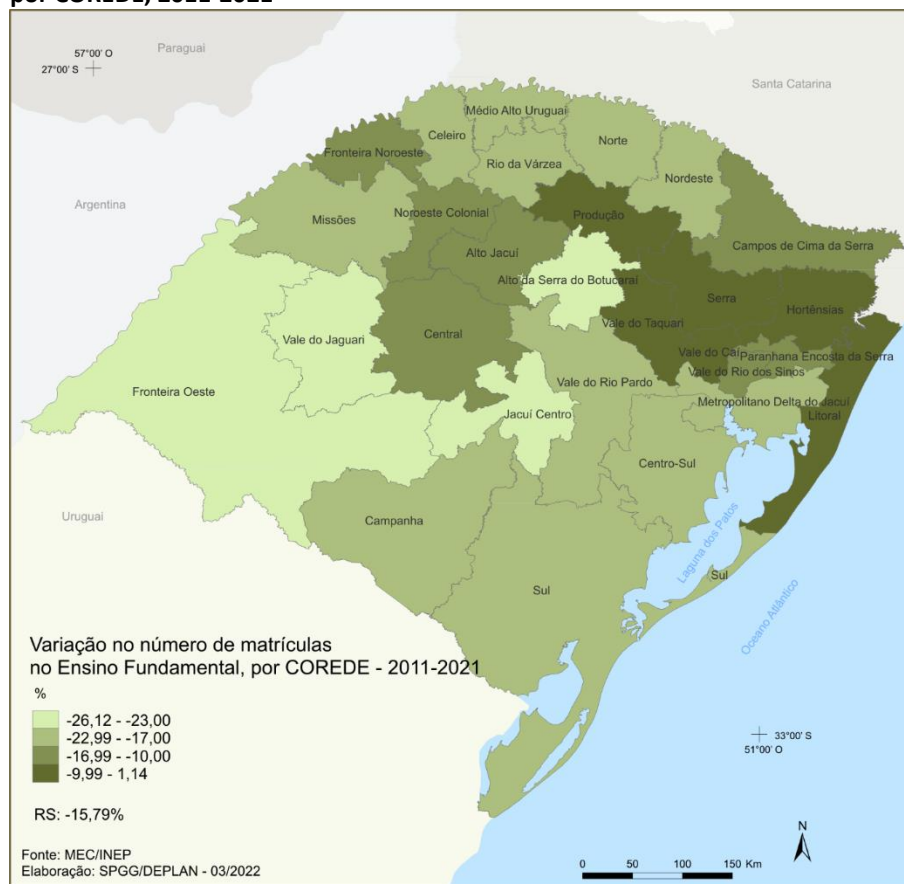 por COREDE, 2011-2021
Paraguai
57°00' O
27°00' S
Santa Catarina
Médio Alto Uruguai
Celeiro
Norte
Fronteira Noroeste
Rio da Várzea
Nordeste
Argentina
Missões
Noroeste Colonial
Produção
Campos de Cima da Serra
Alto Jacuí
Alto da Serra do Botucaraí
Serra
Hortênsias
Vale do Taquari
Central
Vale do Jaguari
Vale do Caí
Paranhana Encosta da Serra
Vale do Rio dos Sinos
Vale do Rio Pardo
Fronteira Oeste
Metropolitano Delta do Jacuí
Jacuí Centro
Litoral
Centro-Sul
Uruguai
Campanha
Laguna dos Patos
Sul
Sul
Oceano Atlântico
Variação no número de matrículas
no Ensino Fundamental, por COREDE - 2011-2021
%
-26,12 - -23,00
-22,99 - -17,00
-16,99 - -10,00
-9,99 - 1,14
33°00' S
51°00' O
RS: -15,79%
N
Fonte: MEC/INEP
Elaboração: SPGG/DEPLAN - 03/2022
0 50 100 150 Km